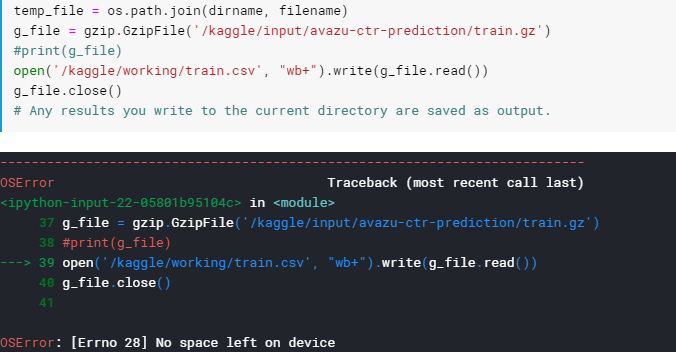 temp_file = os.path.join(dirname, filename)
g_file = gzip.GzipFile('/kaggle/input/avazu-ctr-prediction/train.gz')
#print(g_file)
open('/kaggle/working/train.csv', "wb+").write(g_file.read())
g_file.close()
# Any results you write to the current directory are saved as output.
---------------------------------------------------------------------------
OSError                                   Traceback (most recent call last)
<ipython-input-22-05801b95104c> in <module>
     37 g_file = gzip.GzipFile('/kaggle/input/avazu-ctr-prediction/train.gz')
     38 #print(g_file)
---> 39 open('/kaggle/working/train.csv', "wb+").write(g_file.read())
     40 g_file.close()
     41
OSError: [Errno 28] No space left on device